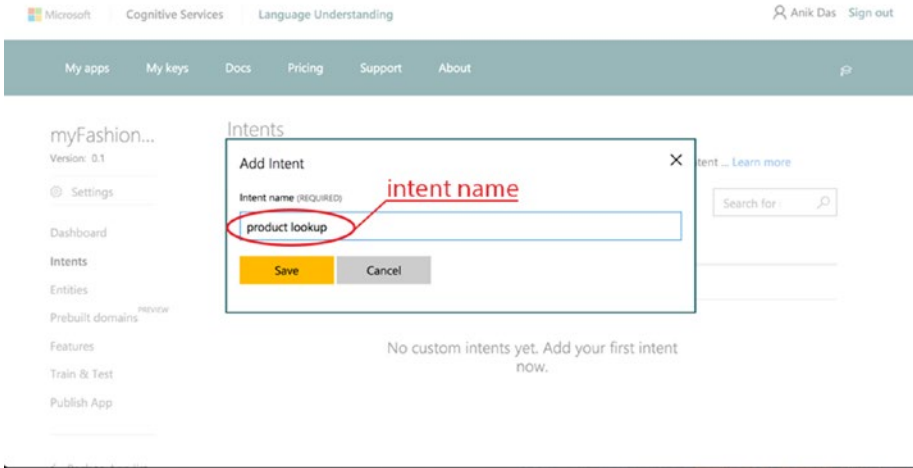 Microsoft Cognitive Services Language Understanding Anik Das Sign out
My apps My keys Docs Pricing Support About
myFashion...
Version: 0.1
Settings
Dashboard
Intents
Entities
Prebuilt domains PREVIEW
Features
Train & Test
Publish App
Intents
tent ... Learn more
Search for
Add Intent
Intent name (REQUIRED)
intent name
product lookup
Save Cancel
No custom intents yet. Add your first intent
now.